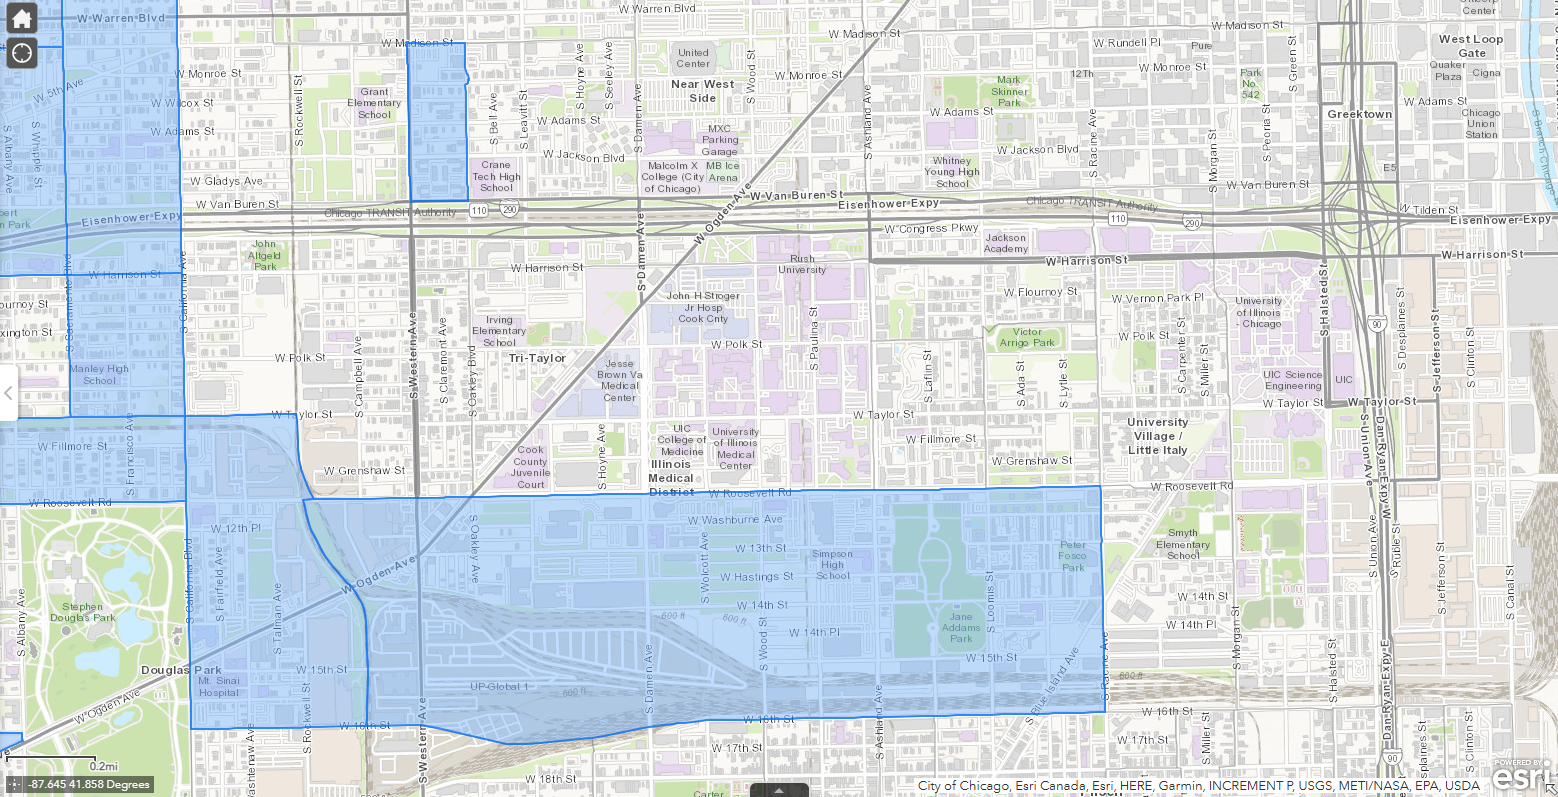 W Warren Blvd
W Warren Blvd
W Madison St
W Madison St
W Madison St
W Rundell Pl
Pure
West Loop
Gate
Quaker
Plaza
Cigna
United
Center
Near West
Side
W Monroe St
W Monroe St
W Monroe St
12Th
Park
No.
542
Mark
Skinner
Park
W 5th Ave
W Wilcox St
Grant
Elementary
School
W Adams St
W Adams St
W Adams St
W Adams St
Chicago
Union
Station
Greektown
MXC
Parking
Garage
Malcolm X
College (City
of Chicago)
MB Ice
Arena
Crane
Tech High
School
W Jackson Blvd
W Jackson Blvd
Whitney
Young High
School
E5
W Gladys Ave
W Van Buren St
W Van Buren St
W Van Buren St
Eisenhower Expy
Eisenhower Expy
Eisenhower Expy
Chicago TRANSIT Authority
Chicago TRANSIT Authority
110
290
110
290
W Tilden St
W Congress Pkwy
Jackson
Academy
John
Altgeld
Park
W Harrison St
W Harrison St
W Harrison St
W Harrison St
Rush
University
John H Stroger
Jr Hosp
Cook Cnty
W Flournoy St
W Vernon Park Pl
University
of Illinois
- Chicago
Irving
Elementary
School
Victor
Arrigo Park
W Polk St
W Polk St
W Polk St
Tri-Taylor
Manley High
School
Jesse
Brown Va
Medical
Center
UIC Science
Engineering
UIC
90
W Taylor St
W Taylor St
W Taylor St
W Taylor St
W Fillmore St
W Fillmore St
UIC
College of
Medicine
University
of Illinois
Medical
Center
University
Village /
Little Italy
Illinois
Medical
District
Cook
County
Juvenile
Court
W Grenshaw St
W Grenshaw St
W Roosevelt Rd
W Roosevelt Rd
W Roosevelt Rd
W 12th Pl
W Washburne Ave
W 13th St
Simpson
High
School
Peter
Fosco
Park
Smyth
Elementary
School
W Hastings St
W Ogden Ave
W Ogden Ave
W Ogden Ave
Stephen
Douglas Park
W 14th St
W 14th St
600 ft
600 ft
W 14th Pl
W 14th Pl
Jane
Addams
Park
W 15th St
W 15th St
Douglas Park
Mt. Sinai
Hospital
UP-Global 1
600 ft
600 ft
W 16th St
W 16th St
W 16th St
W 17th St
W 17th St
W 18th St
S Albany Ave
S Whipple St
S Sacramento Blvd
S California Ave
S Rockwell St
S Campbell Ave
S Western Ave
S Claremont Ave
S Oakley Blvd
S Bell Ave
S Leavitt St
S Hoyne Ave
S Seeley Ave
S Damen Ave
S Damen Ave
S Wood St
S Paulina St
S Ashland Ave
S Laflin St
S Ada St
S Lytle St
S Racine Ave
S Carpenter St
S Miller St
S Morgan St
S Peoria St
S Green St
S Halsted St
S Union Ave
Dan Ryan Expy W
S Desplaines St
S Jefferson St
S Clinton St
S Branch Chicago
S Francisco Ave
S California Blvd
S Fairfield Ave
S Talman Ave
S Rockwell St
S Oakley Ave
S Hoyne Ave
S Wolcott Ave
S Damen Ave
S Wood St
S Ashland Ave
S Loomis St
S Blue Island Ave
S Racine Ave
S Morgan St
S Miller St
S Halsted St
S Union Ave
S Ruble St
Dan Ryan Expy E
S Jefferson St
S Canal St
S Clinton St
S Albany Ave
S Western Ave
90
0.2mi
-87.645 41.858 Degrees
City of Chicago, Esri Canada, Esri, HERE, Garmin, INCREMENT P, USGS, METI/NASA, EPA, USDA
POWERED BY
esri